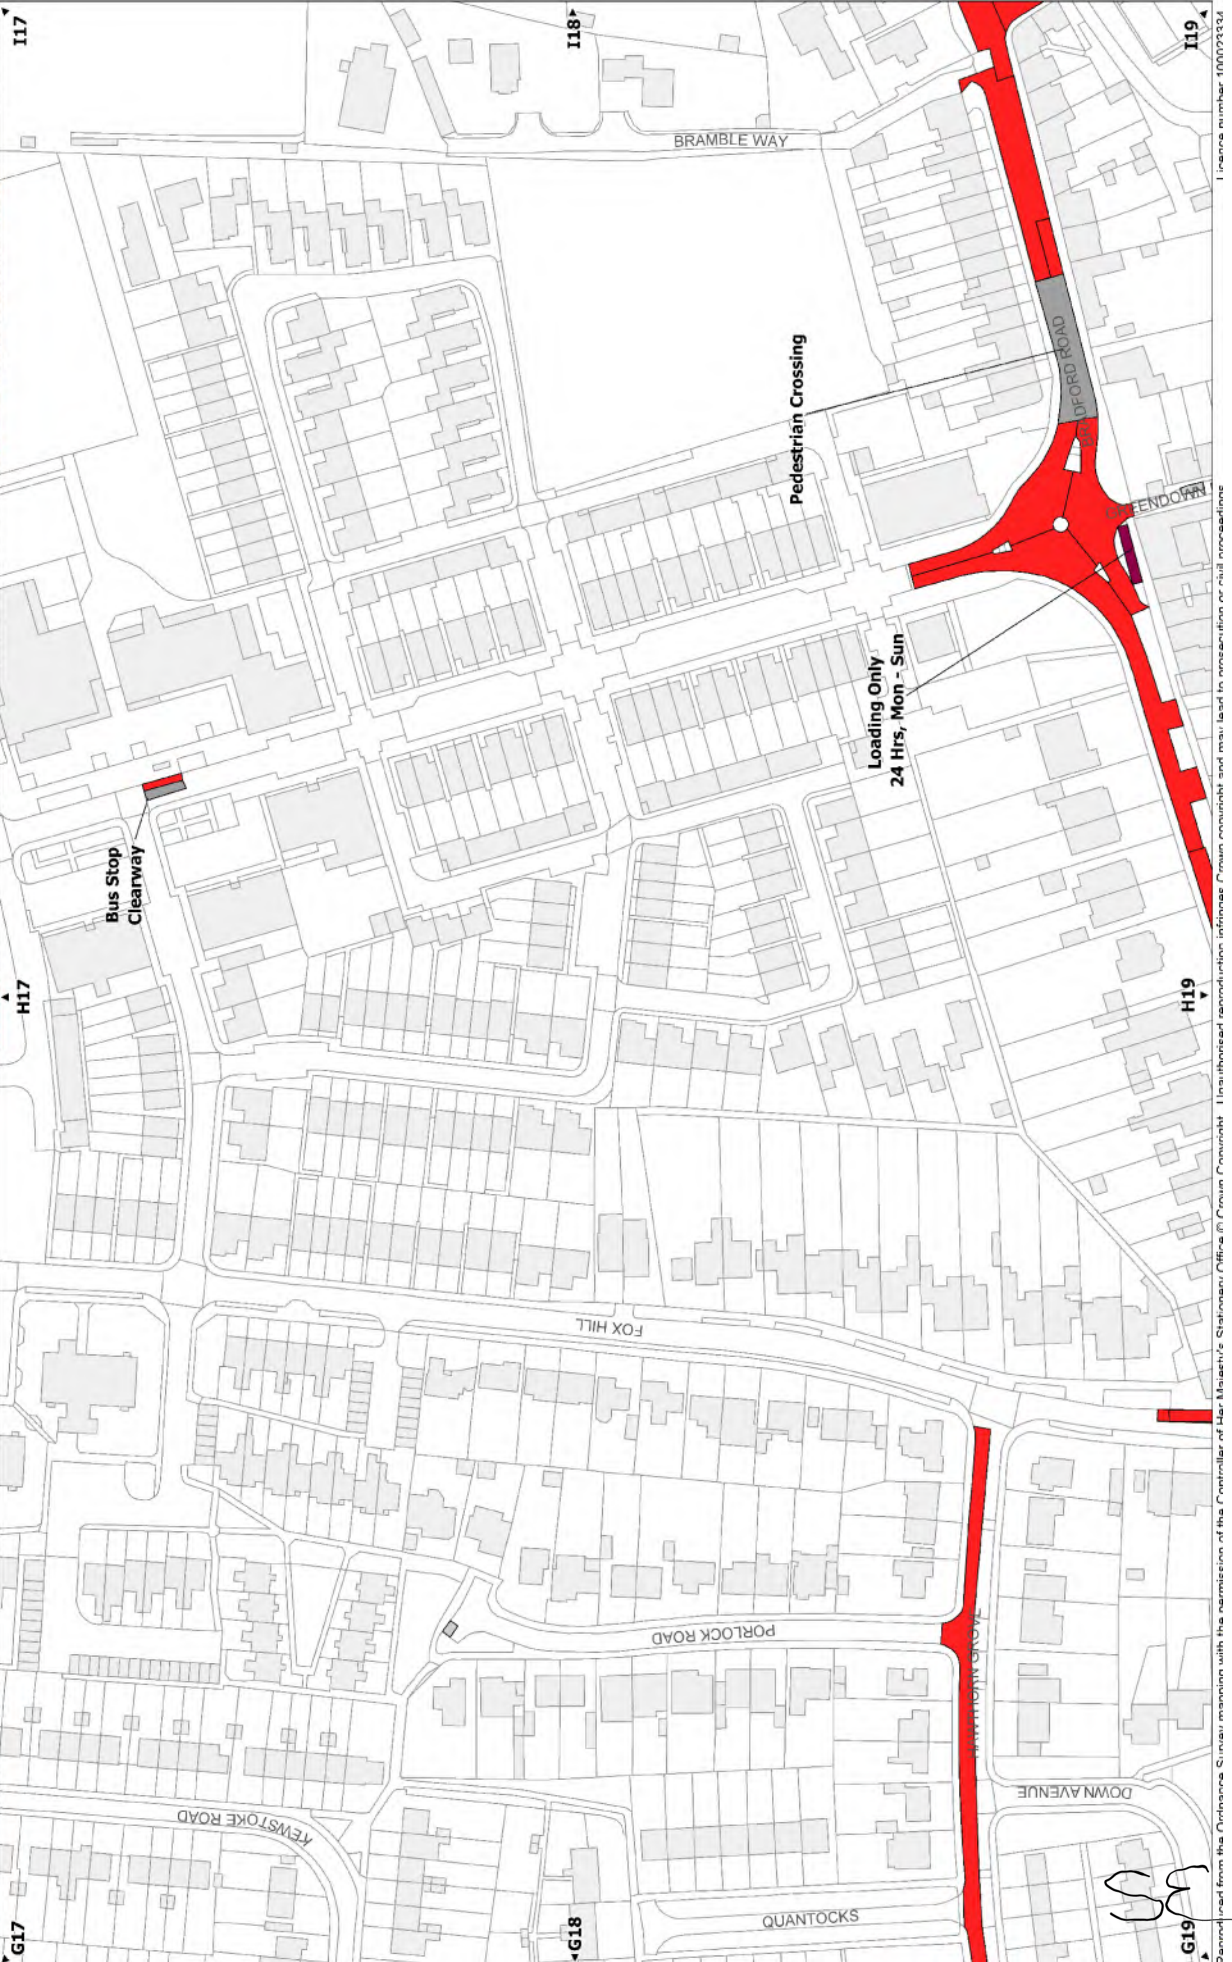 I17
I18
I19
BRAMBLE WAY
Pedestrian Crossing
BRADFORD ROAD
GREENDOWN
Loading Only
24 Hrs, Mon - Sun
Bus Stop
Clearway
H17
H19
FOX HILL
PORLOCK ROAD
HAWTHORN GROVE
DOWN AVENUE
KEWSTOKE ROAD
QUANTOCKS
G17
G18
G19
Reproduced from the Ordnance Survey mapping with the permission of the Controller of Her Majesty's Stationery Office © Crown Copyright. Unauthorised reproduction infringes Crown copyright and may lead to prosecution or civil proceedings. Licence number 100023334